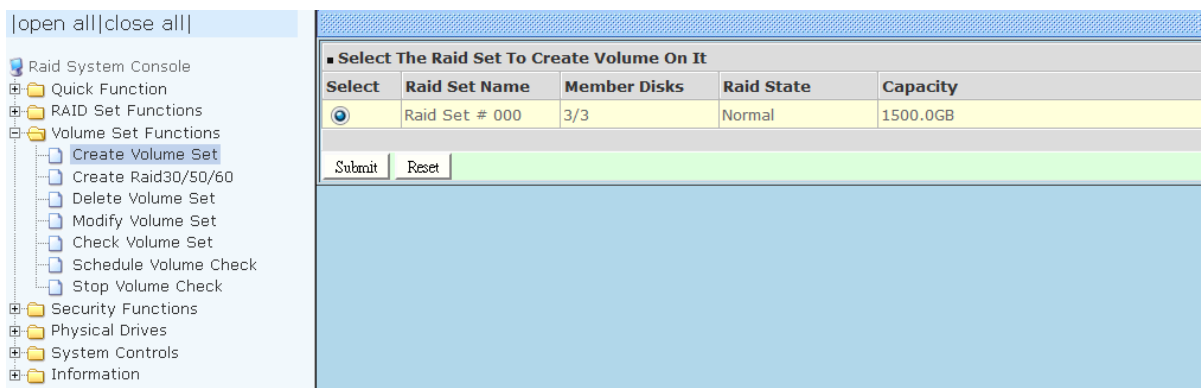 |open all|close all|
Raid System Console
Quick Function
RAID Set Functions
Volume Set Functions
Create Volume Set
Create Raid30/50/60
Delete Volume Set
Modify Volume Set
Check Volume Set
Schedule Volume Check
Stop Volume Check
Security Functions
Physical Drives
System Controls
Information
Select The Raid Set To Create Volume On It
Select Raid Set Name Member Disks Raid State Capacity
Raid Set # 000 3/3 Normal 1500.0GB
Submit Reset